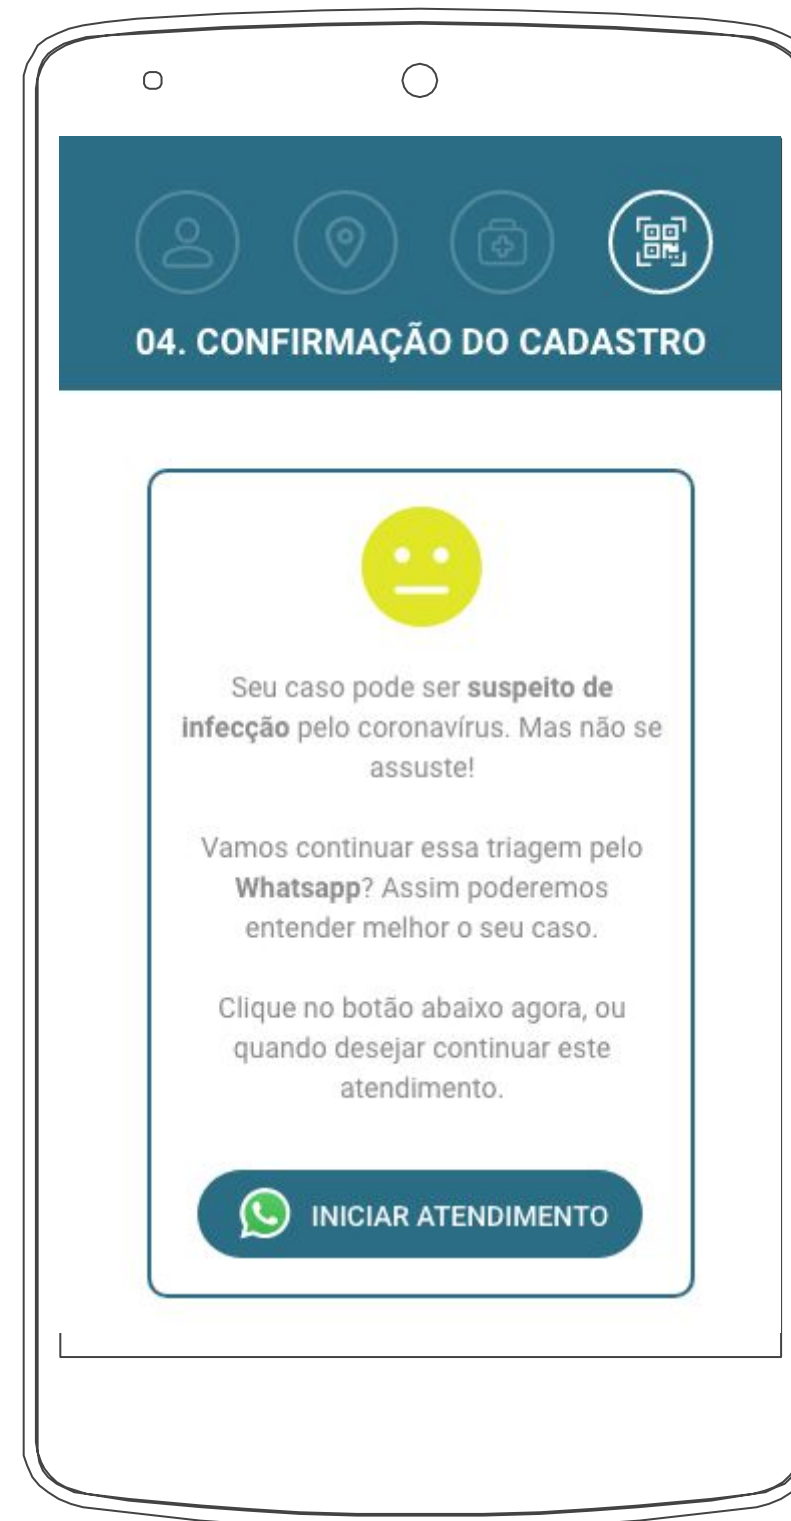 04. CONFIRMAÇÃO DO CADASTRO
Seu caso pode ser suspeito de
infecção pelo coronavírus. Mas não se
assuste!
Vamos continuar essa triagem pelo
Whatsapp? Assim poderemos
entender melhor o seu caso.
Clique no botão abaixo agora, ou
quando desejar continuar este
atendimento.
INICIAR ATENDIMENTO